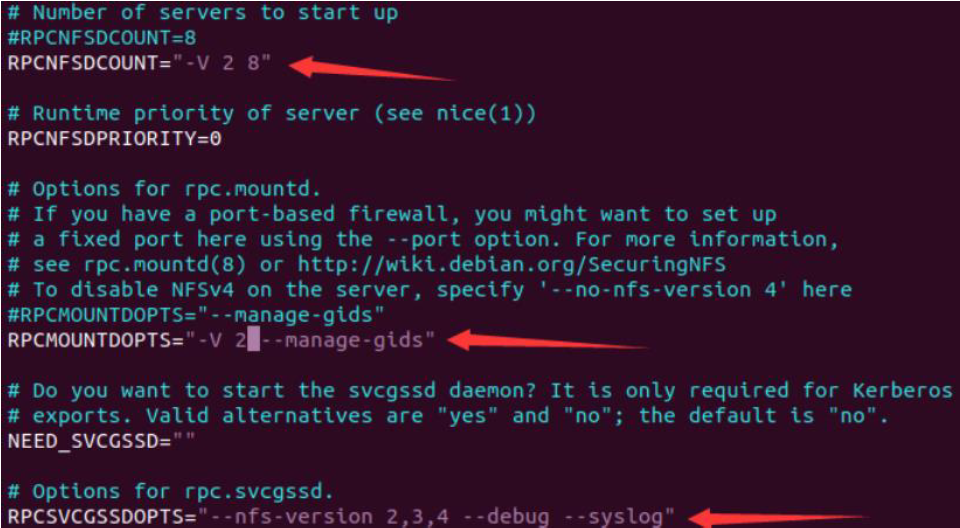 # Number of servers to start up
#RPCNFSDCOUNT=8
RPCNFSDCOUNT="-V 2 8"
# Runtime priority of server (see nice(1))
RPCNFSDPRIORITY=0
# Options for rpc.mountd.
# If you have a port-based firewall, you might want to set up
# a fixed port here using the --port option. For more information,
# see rpc.mountd(8) or http://wiki.debian.org/SecuringNFS
# To disable NFSv4 on the server, specify '--no-nfs-version 4' here
#RPCMOUNTDOPTS="--manage-gids"
RPCMOUNTDOPTS="-V 2 --manage-gids"
# Do you want to start the svcgssd daemon? It is only required for Kerberos
# exports. Valid alternatives are "yes" and "no"; the default is "no".
NEED_SVCGSSD=""
# Options for rpc.svcgssd.
RPCSVCGSSDOPTS="--nfs-version 2,3,4 --debug --syslog"